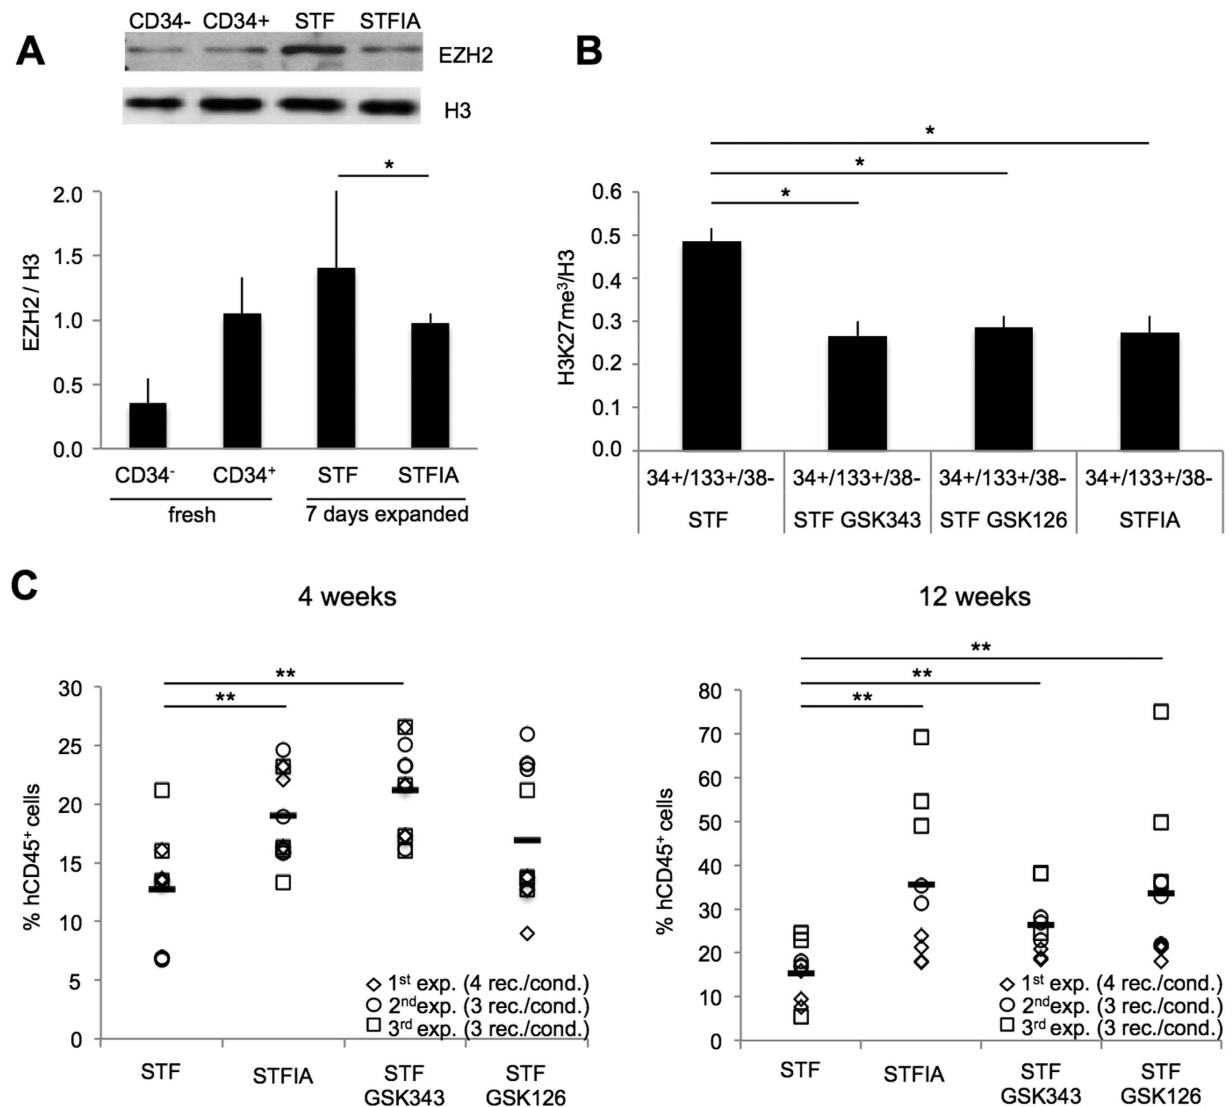 A
CD34- CD34+ STF STFIA
EZH2
H3
*
2.0
1.5
1.0
0.5
0.0
EZH2 / H3
CD34⁻ CD34⁺ STF STFIA
fresh 7 days expanded
B
*
*
*
0.6
0.5
0.4
0.3
0.2
0.1
0.0
H3K27me³/H3
34+/133+/38- 34+/133+/38- 34+/133+/38- 34+/133+/38-
STF STF GSK343 STF GSK126 STFIA
C
4 weeks
**
**
30
25
20
15
10
5
0
% hCD45⁺ cells
1ˢᵗ exp. (4 rec./cond.)
2ⁿᵈexp. (3 rec./cond.)
3ʳᵈ exp. (3 rec./cond.)
STF STFIA STF STF
GSK343 GSK126
12 weeks
**
**
**
80
70
60
50
40
30
20
10
0
% hCD45⁺ cells
1ˢᵗ exp. (4 rec./cond.)
2ⁿᵈexp. (3 rec./cond.)
3ʳᵈ exp. (3 rec./cond.)
STF STFIA STF STF
GSK343 GSK126